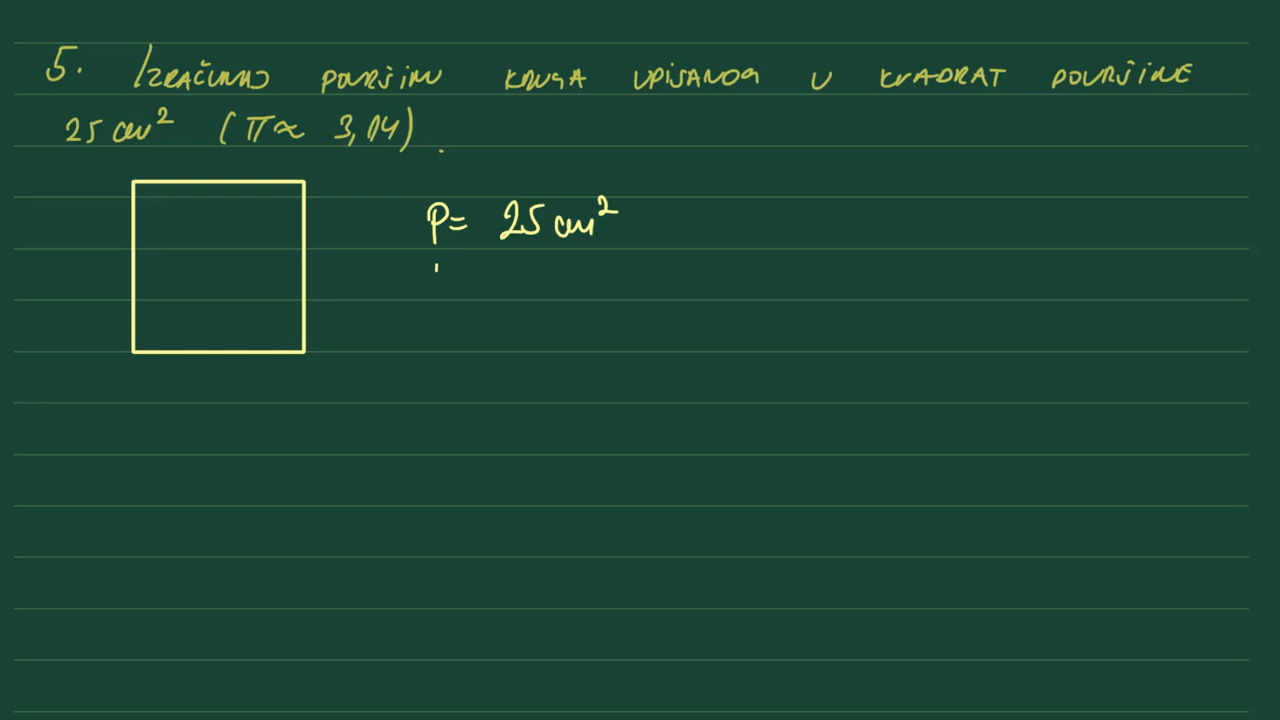 5. IZRAČUNAJ POVRŠINU KRUGA UPISANOG U KVADRAT POVRŠINE
25 cm² (π≈ 3,14).
P= 25 cm²